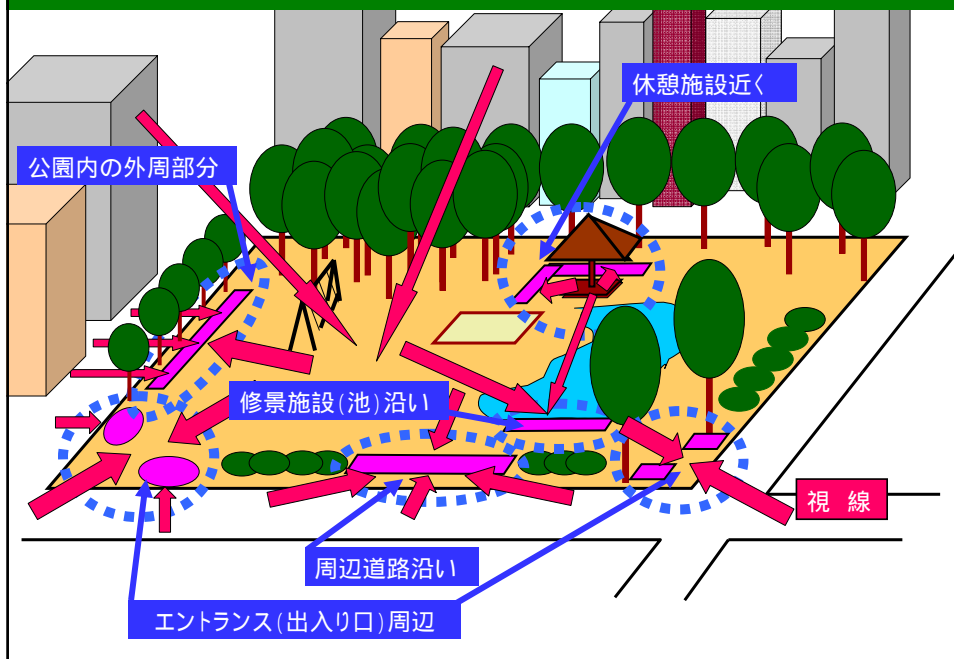 休憩施設近く
公園内の外周部分
修景施設(池)沿い
視 線
周辺道路沿い
エントランス(出入り口)周辺